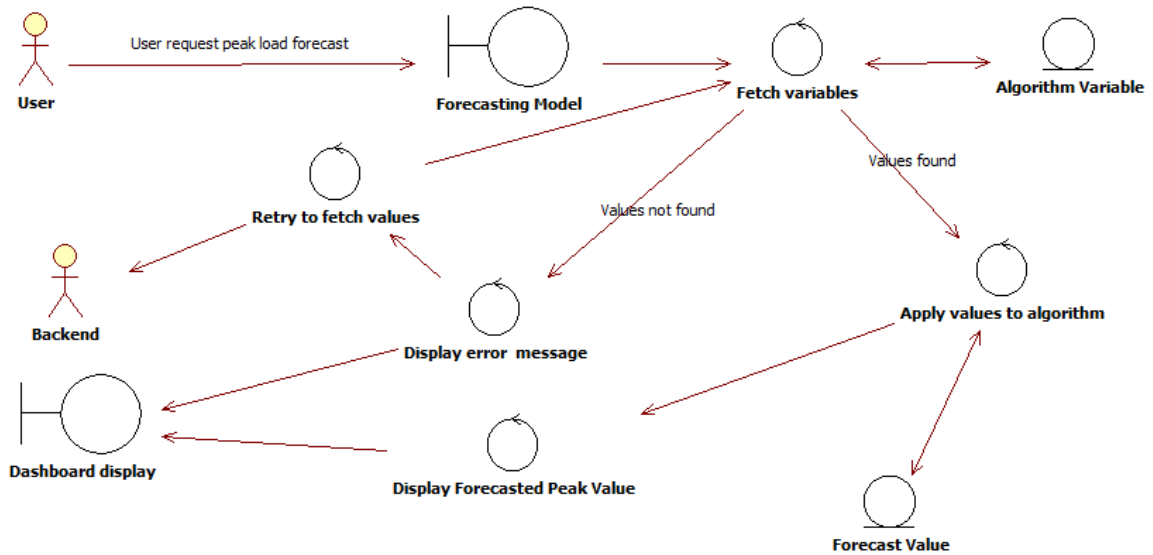 User request peak load forecast
User
Forecasting Model
Fetch variables
Algorithm Variable
Values found
Retry to fetch values
Values not found
Backend
Apply values to algorithm
Display error  message
Dashboard display
Display Forecasted Peak Value
Forecast Value